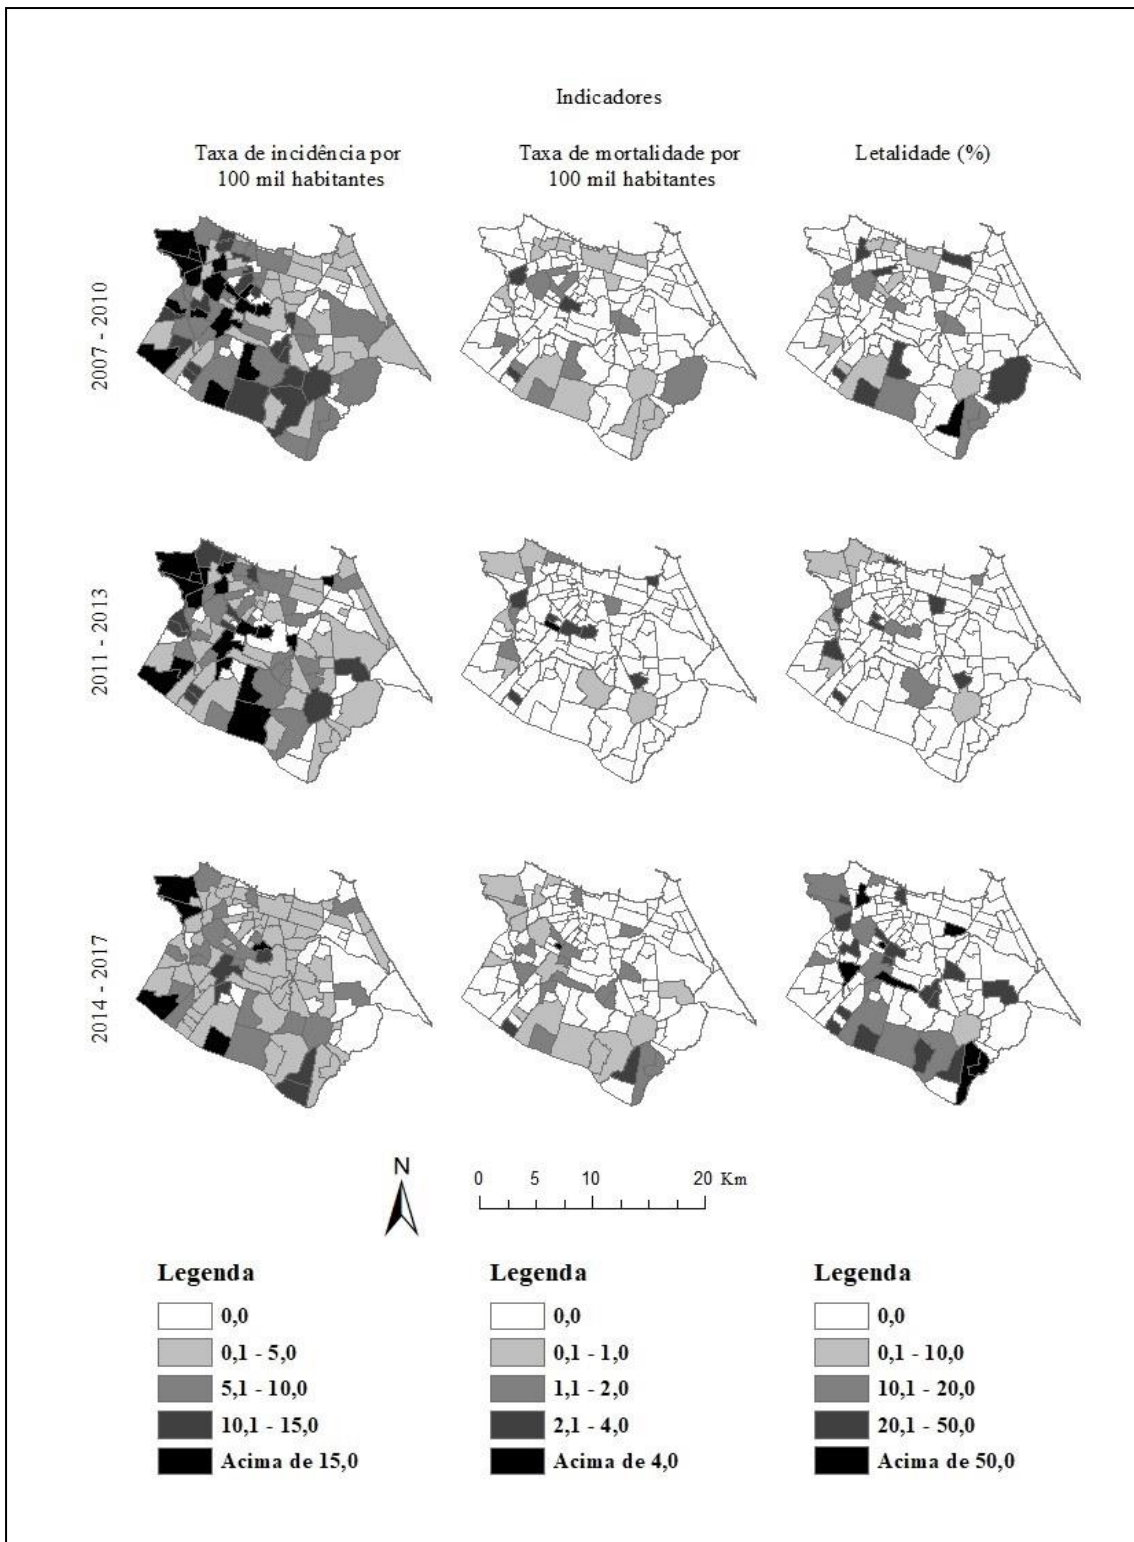 Indicadores
Taxa de incidência por
100 mil habitantes
Taxa de mortalidade por
100 mil habitantes
Letalidade (%)
2007 - 2010
2011 - 2013
2014 - 2017
N
0 5 10 20 Km
Legenda
0,0
0,1 - 5,0
5,1 - 10,0
10,1 - 15,0
Acima de 15,0
Legenda
0,0
0,1 - 1,0
1,1 - 2,0
2,1 - 4,0
Acima de 4,0
Legenda
0,0
0,1 - 10,0
10,1 - 20,0
20,1 - 50,0
Acima de 50,0